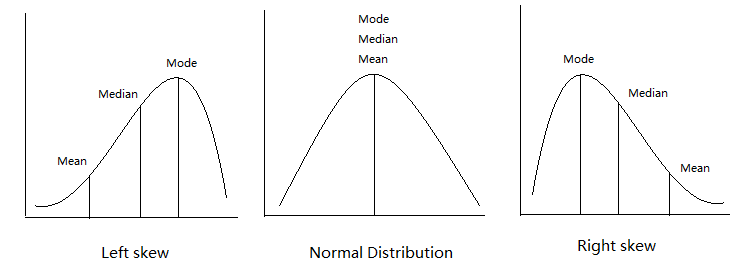 Mode
Median
Mean
Left skew
Mode
Median
Mean
Normal Distribution
Mode
Median
Mean
Right skew